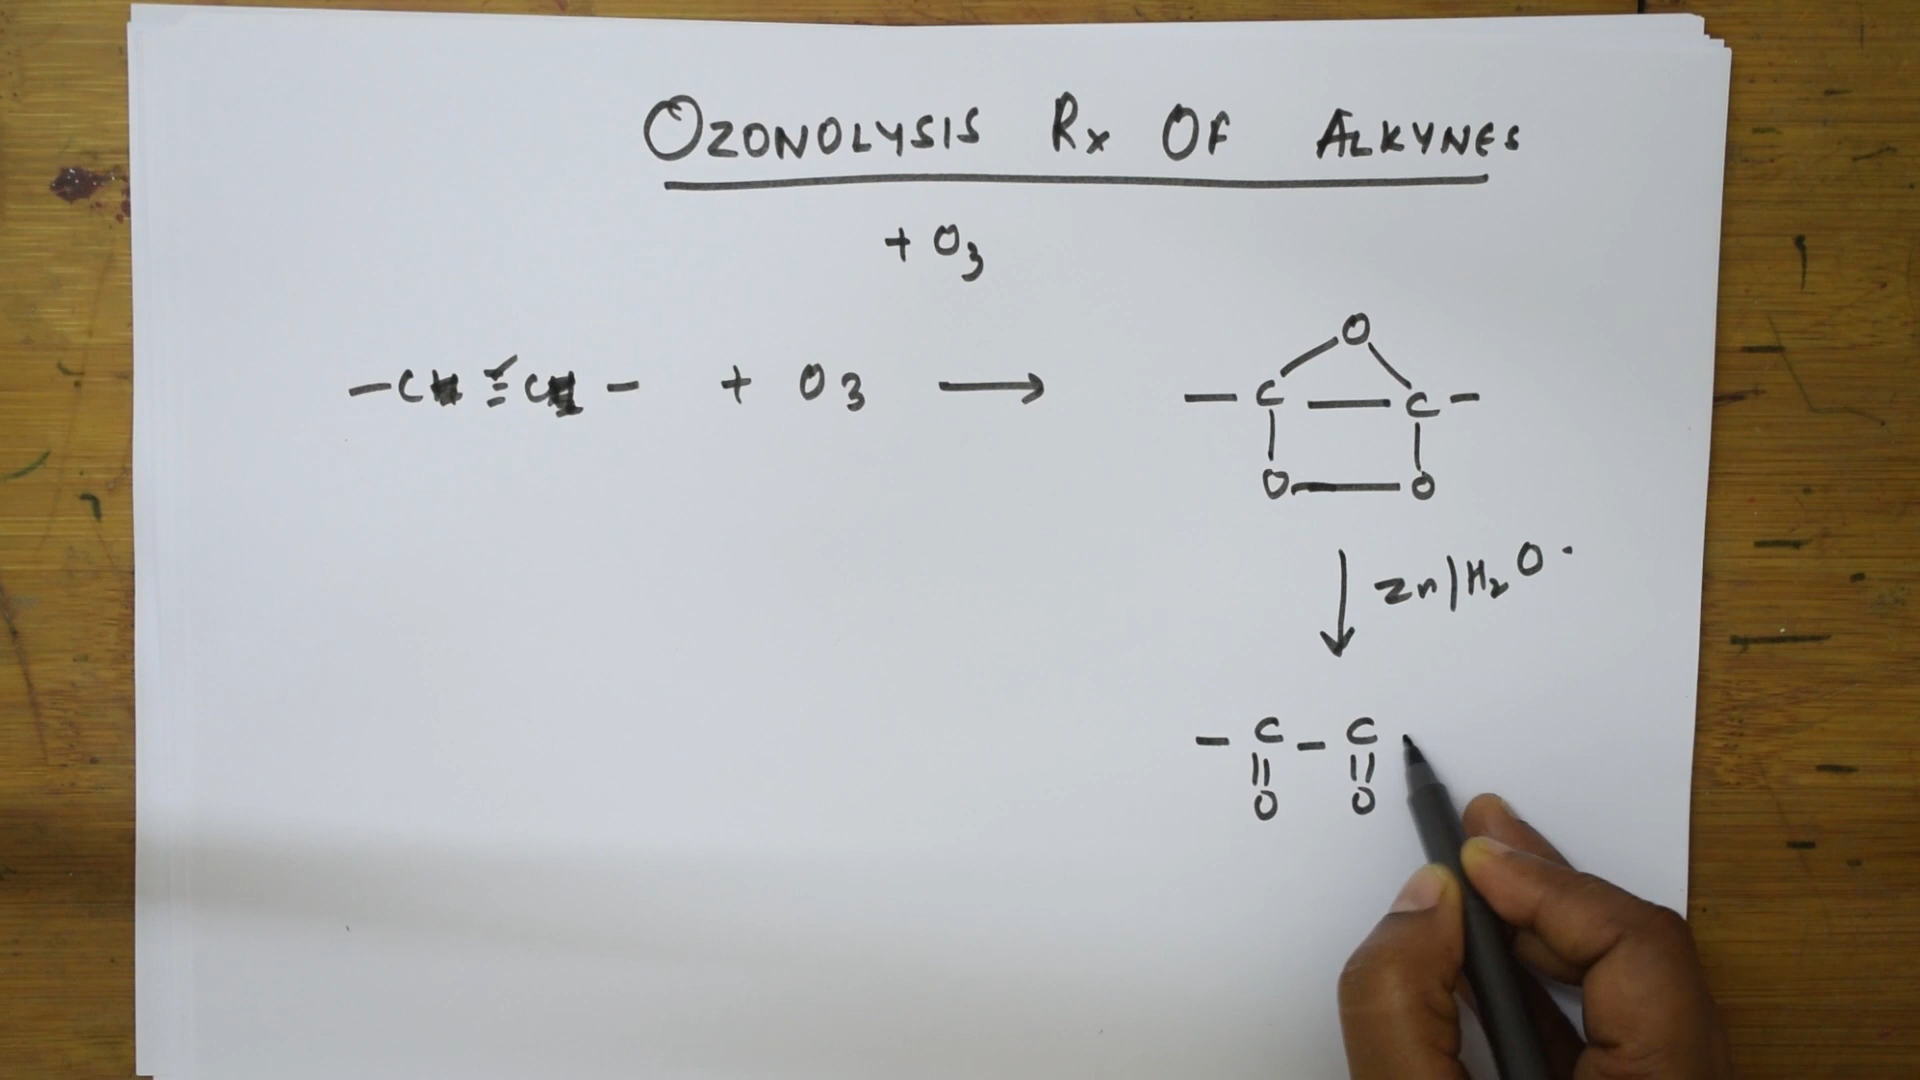 OZONOLYSIS Rx OF ALKYNES
+ O3
-C ≡ C- + O3 →
O
- C — C -
O — O
↓ Zn|H2O.
- C - C
|| ||
O O